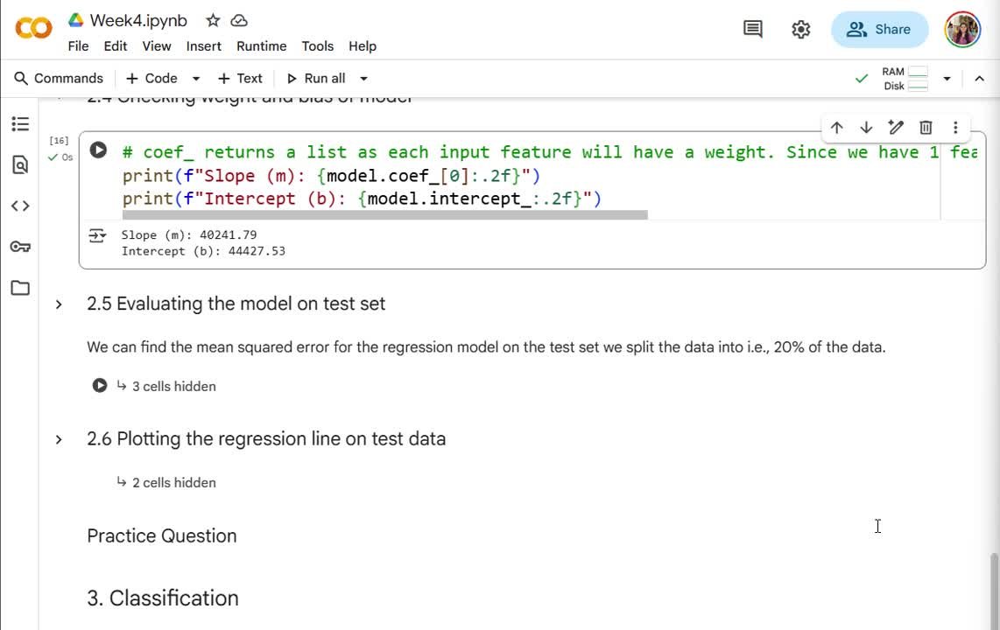 Week4.ipynb
File Edit View Insert Runtime Tools Help
Share
Commands + Code + Text Run all
RAM
Disk
2.4 Checking weight and bias of model
[16]
0s
# coef_ returns a list as each input feature will have a weight. Since we have 1 fea
print(f"Slope (m): {model.coef_[0]:.2f}")
print(f"Intercept (b): {model.intercept_:.2f}")
Slope (m): 40241.79
Intercept (b): 44427.53
2.5 Evaluating the model on test set
We can find the mean squared error for the regression model on the test set we split the data into i.e., 20% of the data.
3 cells hidden
2.6 Plotting the regression line on test data
2 cells hidden
Practice Question
3. Classification